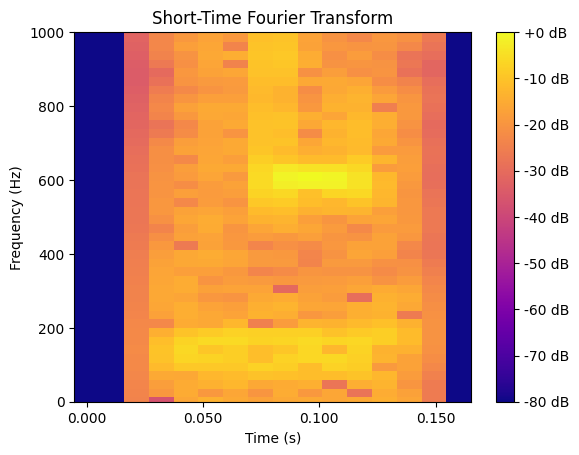 Short-Time Fourier Transform
1000
800
600
400
200
0
Frequency (Hz)
0.000
0.050
0.100
0.150
Time (s)
+0 dB
-10 dB
-20 dB
-30 dB
-40 dB
-50 dB
-60 dB
-70 dB
-80 dB